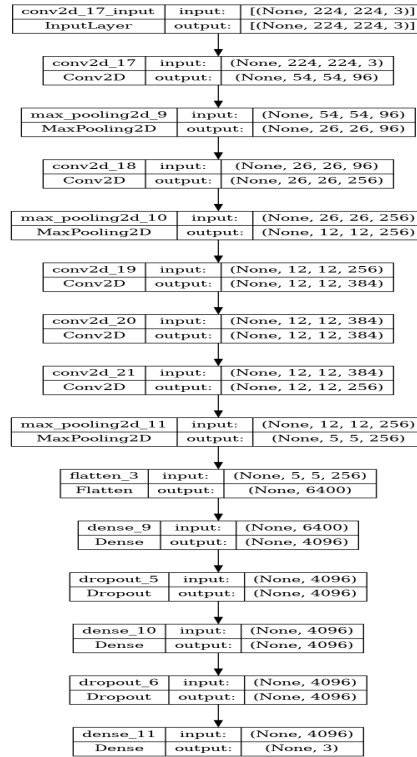 conv2d_17_input input: [(None, 224, 224, 3)]
InputLayer output: [(None, 224, 224, 3)]
conv2d_17 input: (None, 224, 224, 3)
Conv2D output: (None, 54, 54, 96)
max_pooling2d_9 input: (None, 54, 54, 96)
MaxPooling2D output: (None, 26, 26, 96)
conv2d_18 input: (None, 26, 26, 96)
Conv2D output: (None, 26, 26, 256)
max_pooling2d_10 input: (None, 26, 26, 256)
MaxPooling2D output: (None, 12, 12, 256)
conv2d_19 input: (None, 12, 12, 256)
Conv2D output: (None, 12, 12, 384)
conv2d_20 input: (None, 12, 12, 384)
Conv2D output: (None, 12, 12, 384)
conv2d_21 input: (None, 12, 12, 384)
Conv2D output: (None, 12, 12, 256)
max_pooling2d_11 input: (None, 12, 12, 256)
MaxPooling2D output: (None, 5, 5, 256)
flatten_3 input: (None, 5, 5, 256)
Flatten output: (None, 6400)
dense_9 input: (None, 6400)
Dense output: (None, 4096)
dropout_5 input: (None, 4096)
Dropout output: (None, 4096)
dense_10 input: (None, 4096)
Dense output: (None, 4096)
dropout_6 input: (None, 4096)
Dropout output: (None, 4096)
dense_11 input: (None, 4096)
Dense output: (None, 3)